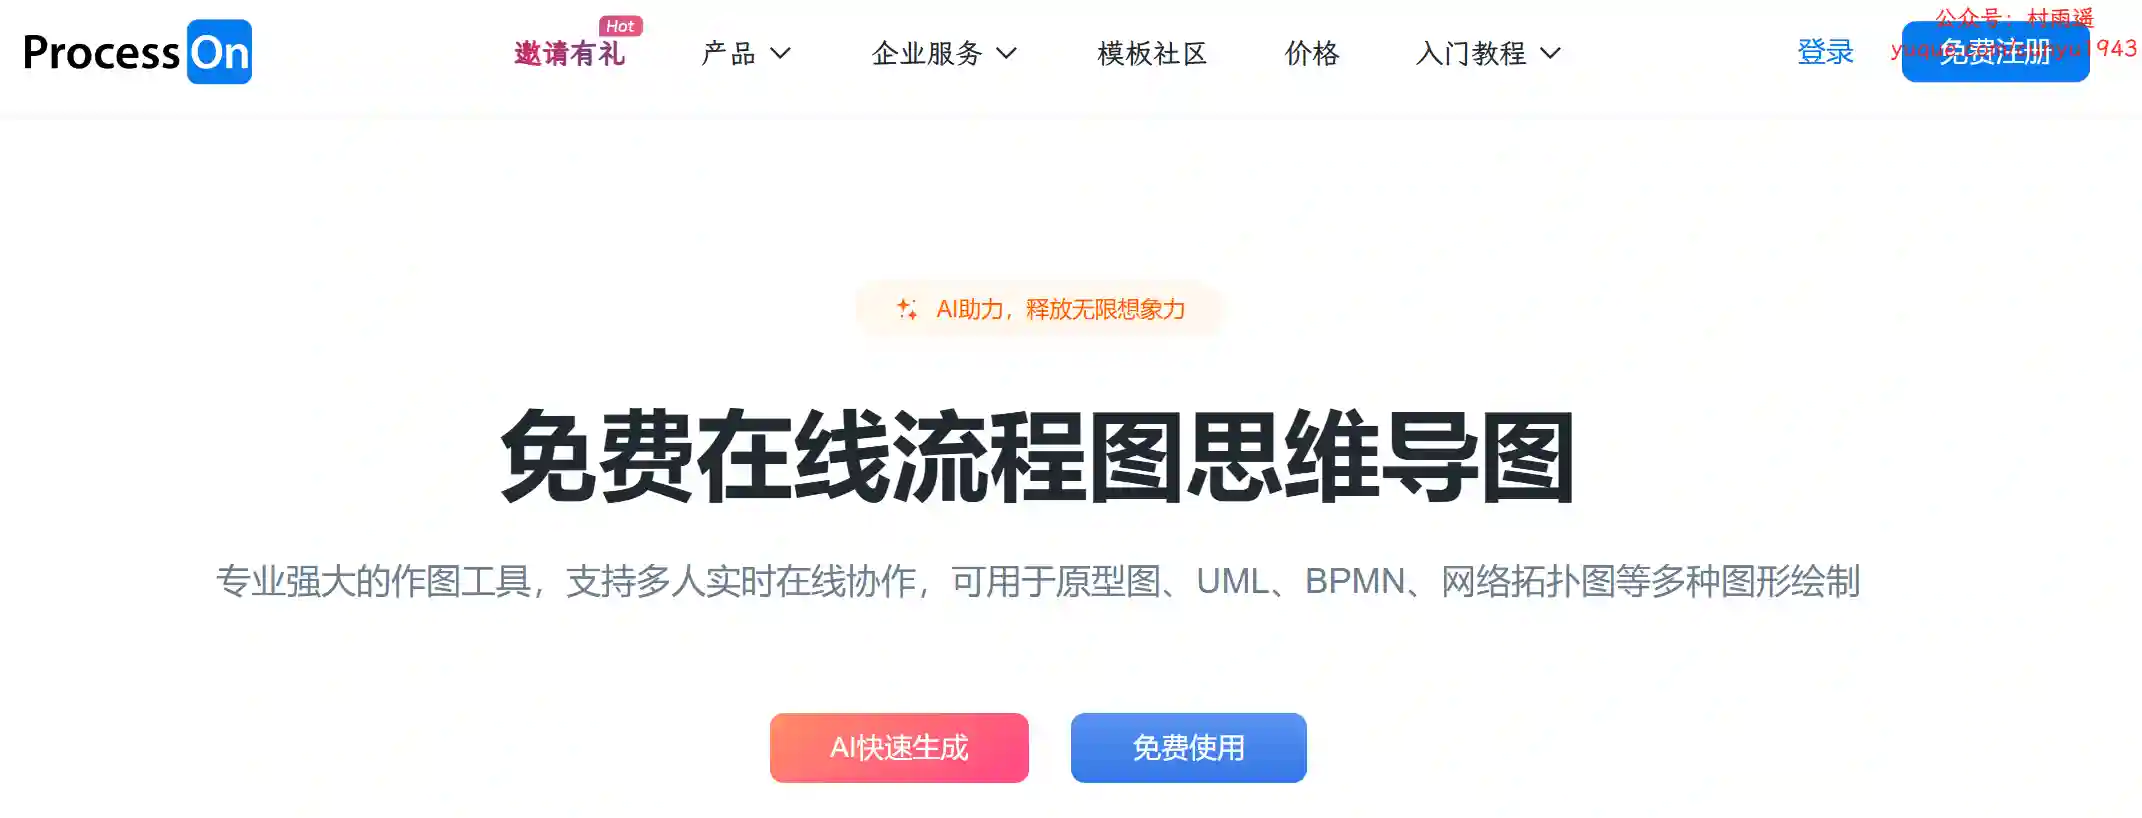 ProcessOn
邀请有礼 Hot 产品 企业服务 模板社区 价格 入门教程 登录 免费注册
公众号：村雨遥
yuque.com/cunyu1943
AI助力，释放无限想象力
免费在线流程图思维导图
专业强大的作图工具，支持多人实时在线协作，可用于原型图、UML、BPMN、网络拓扑图等多种图形绘制
AI快速生成 免费使用